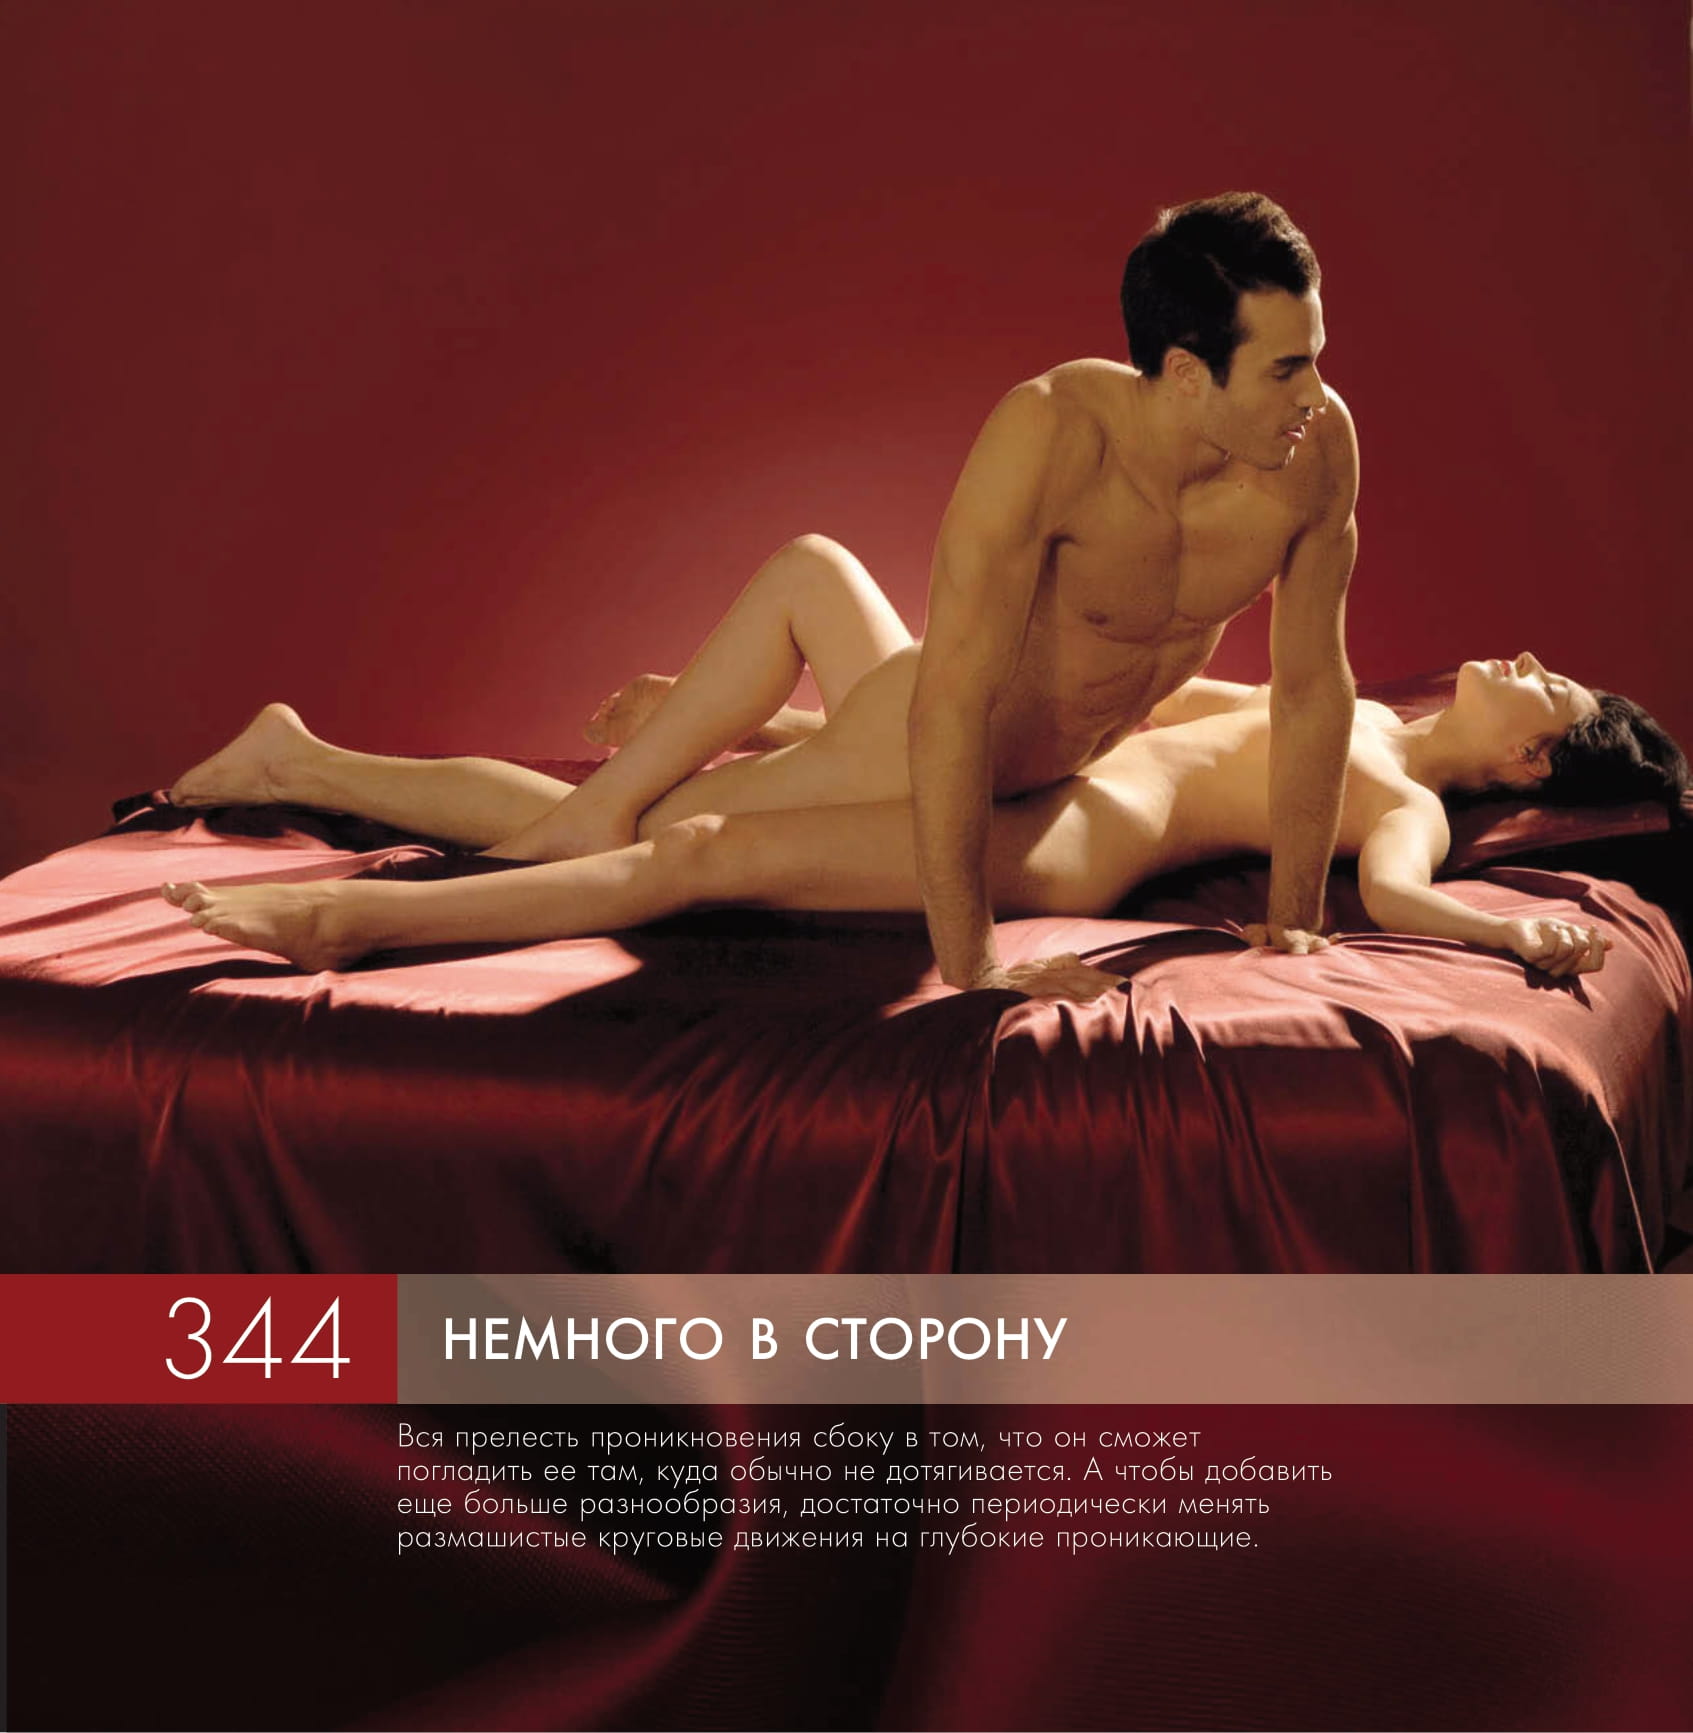 344
НЕМНОГО В СТОРОНУ
Вся прелесть проникновения сбоку в том, что он сможет
погладить ее там, куда обычно не дотягивается. А чтобы добавить
еще больше разнообразия, достаточно периодически менять
размашистые круговые движения на глубокие проникающие.